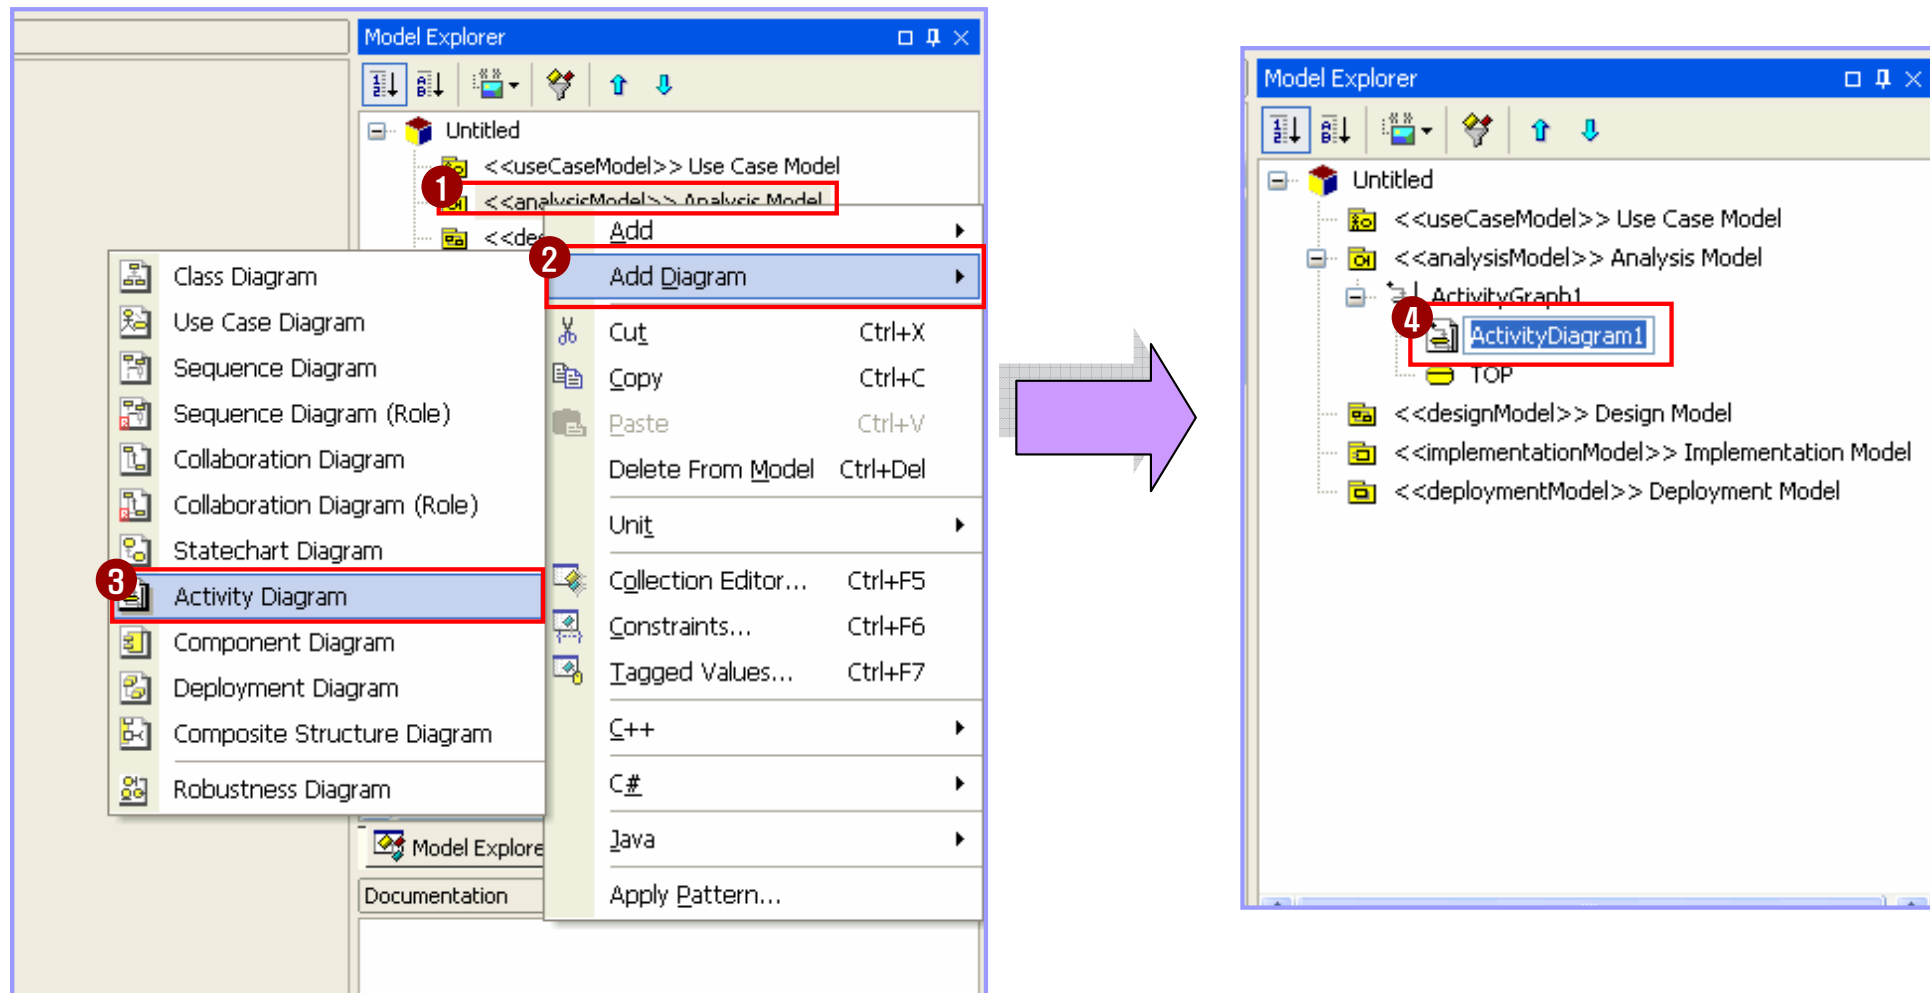 Model Explorer
Untitled
<<useCaseModel>> Use Case Model
1
<<analysisModel>> Analysis Model
<<des
Add
2
Add Diagram
Cut Ctrl+X
Copy Ctrl+C
Paste Ctrl+V
Delete From Model Ctrl+Del
Unit
Collection Editor... Ctrl+F5
Constraints... Ctrl+F6
Tagged Values... Ctrl+F7
C++
C#
Java
Apply Pattern...
Class Diagram
Use Case Diagram
Sequence Diagram
Sequence Diagram (Role)
Collaboration Diagram
Collaboration Diagram (Role)
Statechart Diagram
3
Activity Diagram
Component Diagram
Deployment Diagram
Composite Structure Diagram
Robustness Diagram
Model Explore
Documentation
Model Explorer
Untitled
<<useCaseModel>> Use Case Model
<<analysisModel>> Analysis Model
ActivityGraph1
4
ActivityDiagram1
TOP
<<designModel>> Design Model
<<implementationModel>> Implementation Model
<<deploymentModel>> Deployment Model